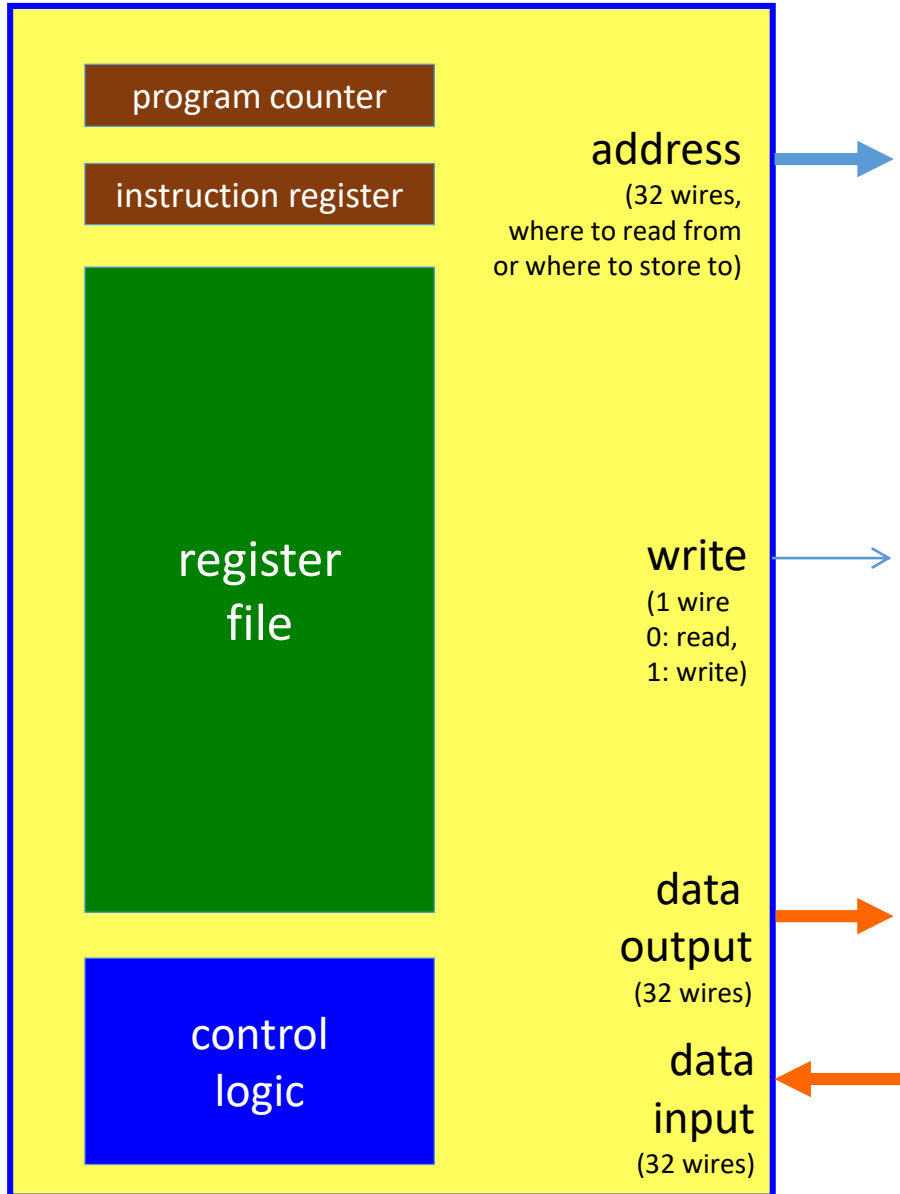 program counter
instruction register
register
file
control
logic
address
(32 wires,
where to read from
or where to store to)
write
(1 wire
0: read,
1: write)
data
output
(32 wires)
data
input
(32 wires)